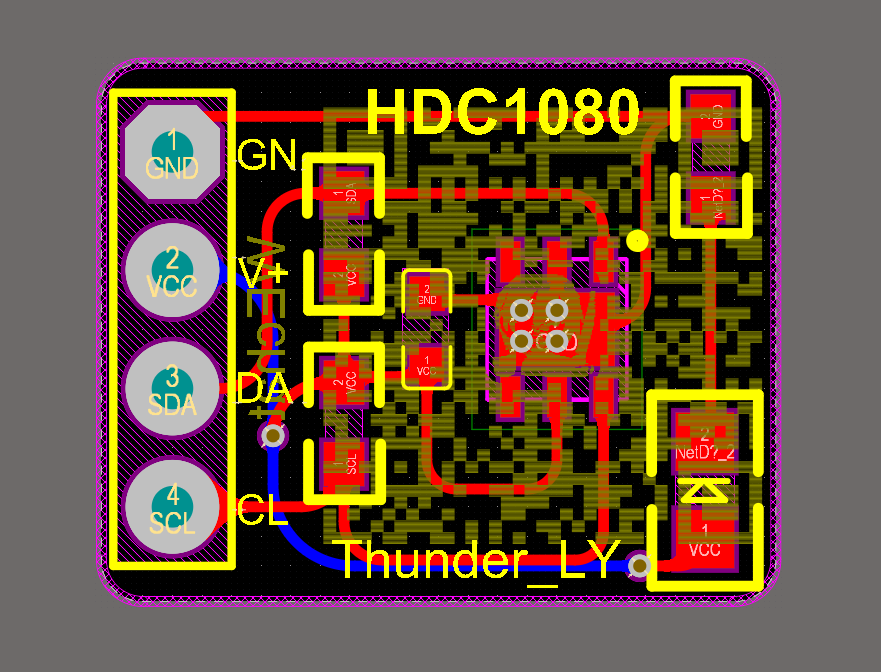 HDC1080
1
GND
GN
2
VCC
V+
3
SDA
DA
4
SCL
CL
1
SDA
2
VCC
2
VCC
1
SCL
2
GND
1
VCC
GND
2
GND
1
NetD?_2
2
NetD?_2
1
VCC
Thunder_LY